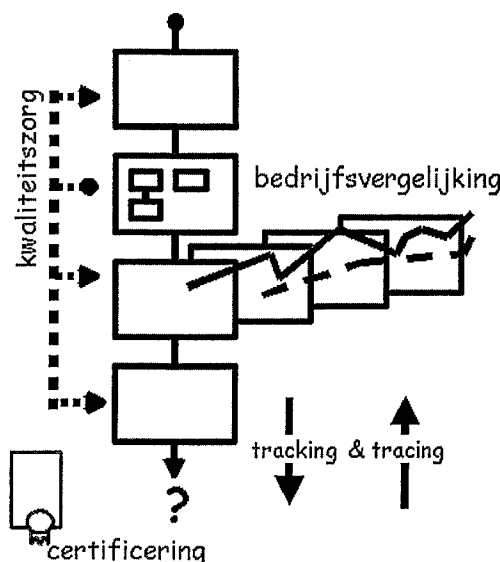 kwaliteitszorg
bedrijfsvergelijking
tracking & tracing
?
certificering